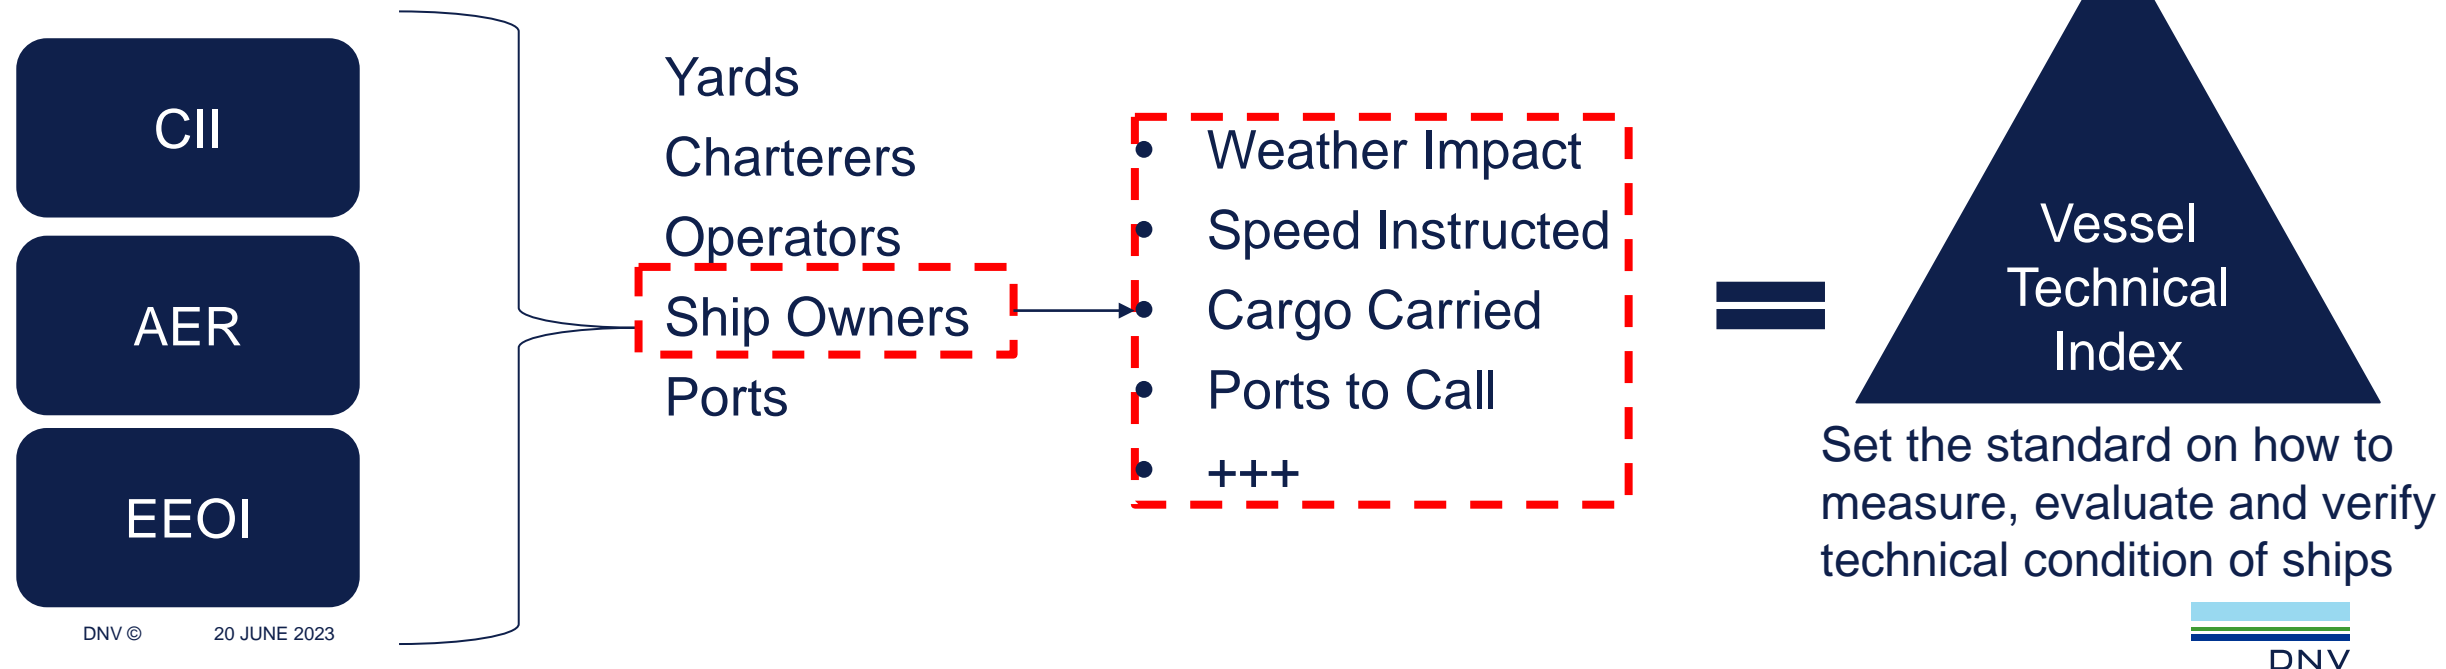 CII
AER
EEOI
Yards
Charterers
Operators
Ship Owners
Ports
• Weather Impact
• Speed Instructed
• Cargo Carried
• Ports to Call
• +++
=
Vessel
Technical
Index
Set the standard on how to
measure, evaluate and verify
technical condition of ships
DNV © 20 JUNE 2023
DNV